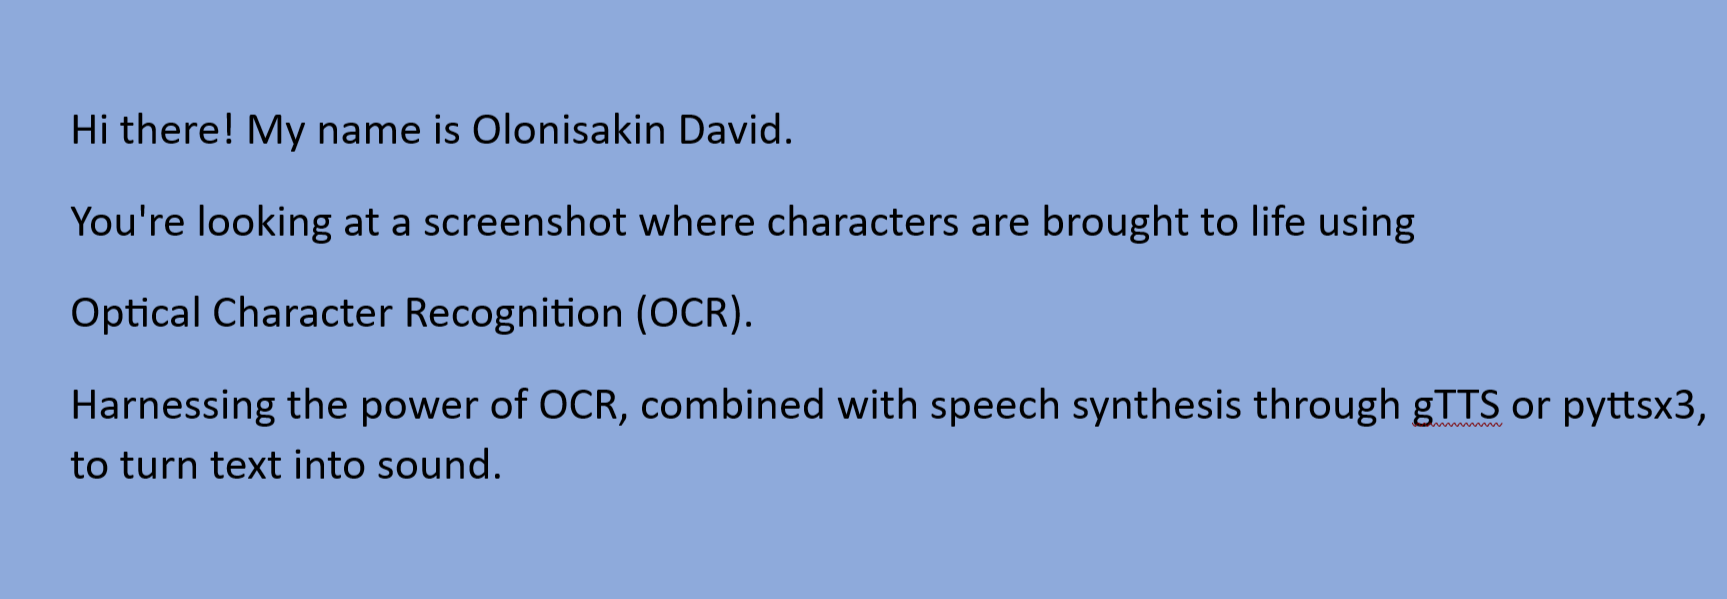 Hi there! My name is Olonisakin David.
You're looking at a screenshot where characters are brought to life using
Optical Character Recognition (OCR).
Harnessing the power of OCR, combined with speech synthesis through gTTS or pyttsx3,
to turn text into sound.